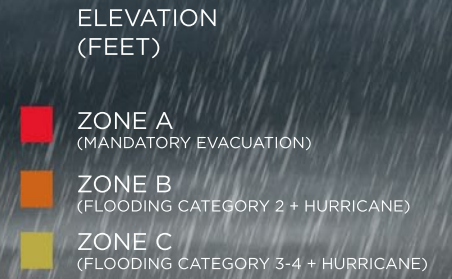 ELEVATION
(FEET)
ZONE A
(MANDATORY EVACUATION)
ZONE B
(FLOODING CATEGORY 2 + HURRICANE)
ZONE C
(FLOODING CATEGORY 3-4 + HURRICANE)